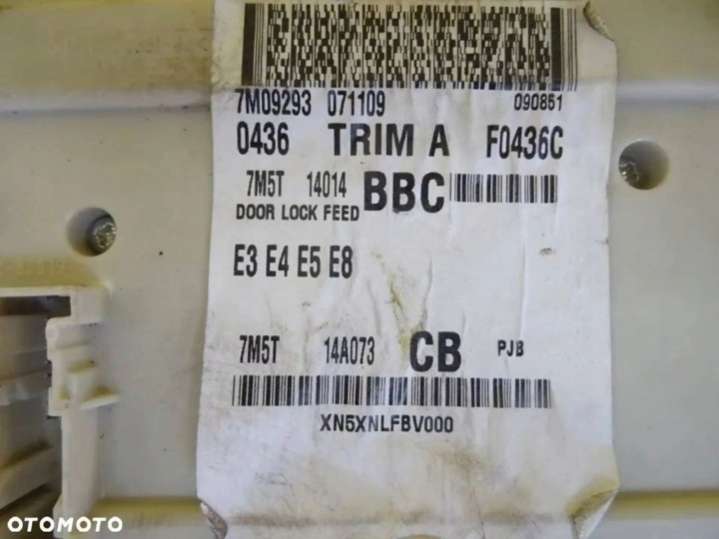 7M09293 071109 090851
0436 TRIM A F0436C
7M5T 14014 BBC
DOOR LOCK FEED
E3 E4 E5 E8
7M5T 14A073 CB PJB
XN5XNLFBV000
OTOMOTO